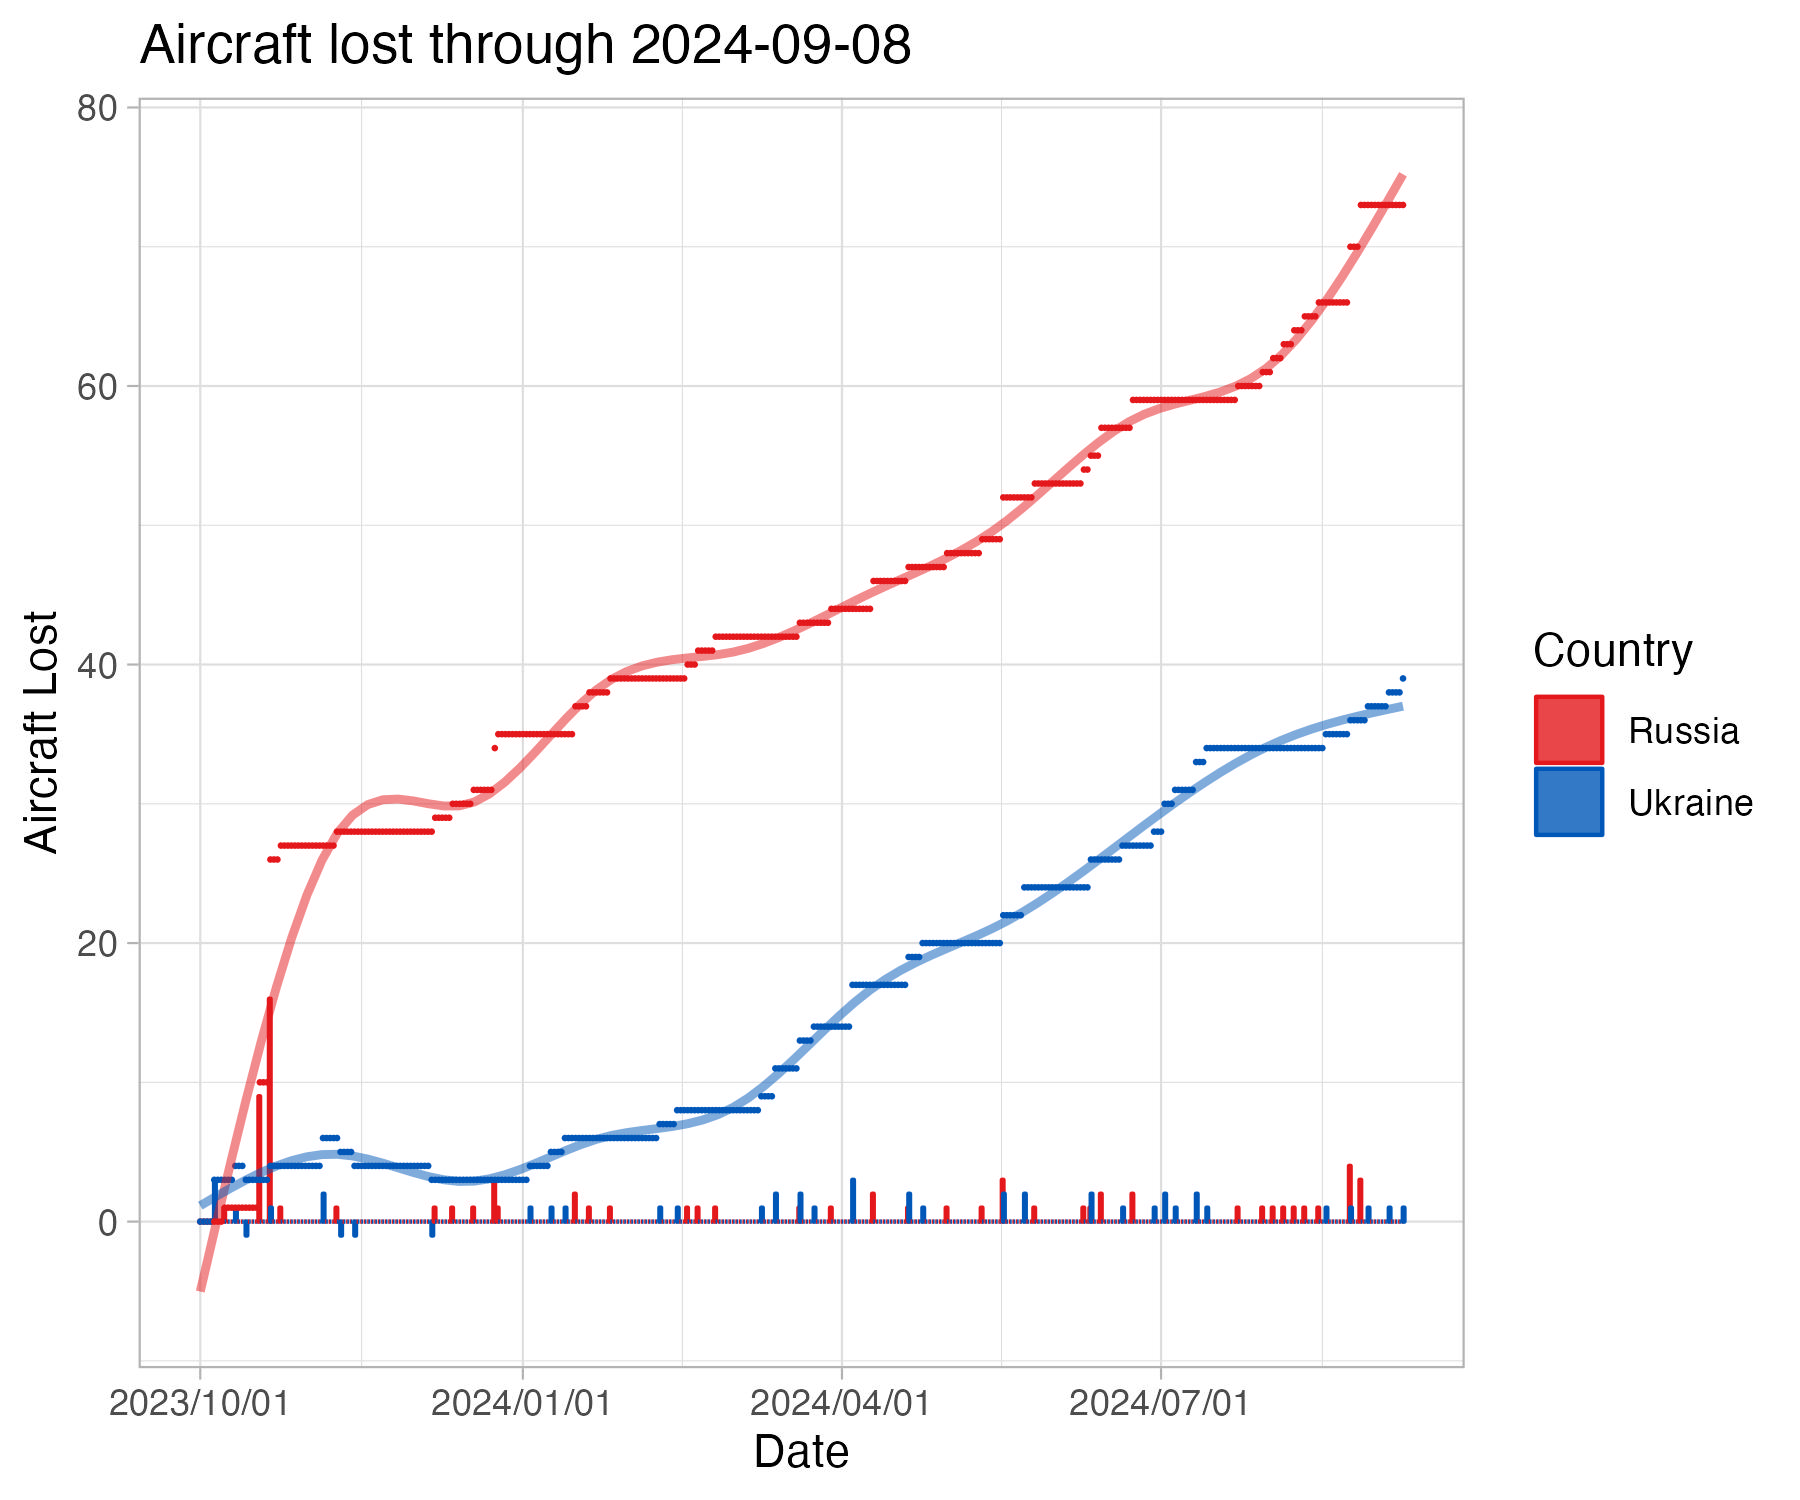 Aircraft lost through 2024-09-08
Aircraft Lost
80
60
40
20
0
2023/10/01
2024/01/01
2024/04/01
2024/07/01
Date
Country
Russia
Ukraine